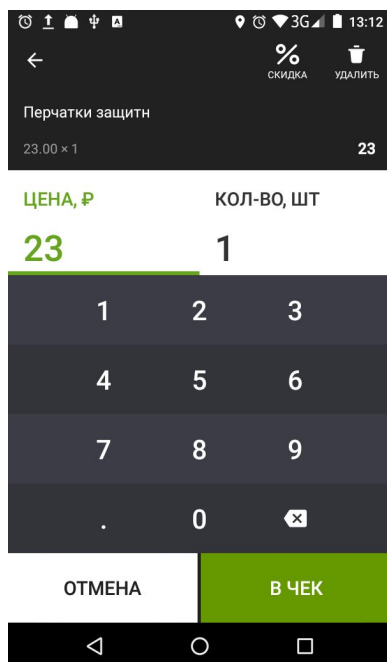 3G 13:12
СКИДКА УДАЛИТЬ
Перчатки защитн
23.00 × 1 23
ЦЕНА, ₽ КОЛ-ВО, ШТ
23 1
1 2 3
4 5 6
7 8 9
. 0
ОТМЕНА В ЧЕК